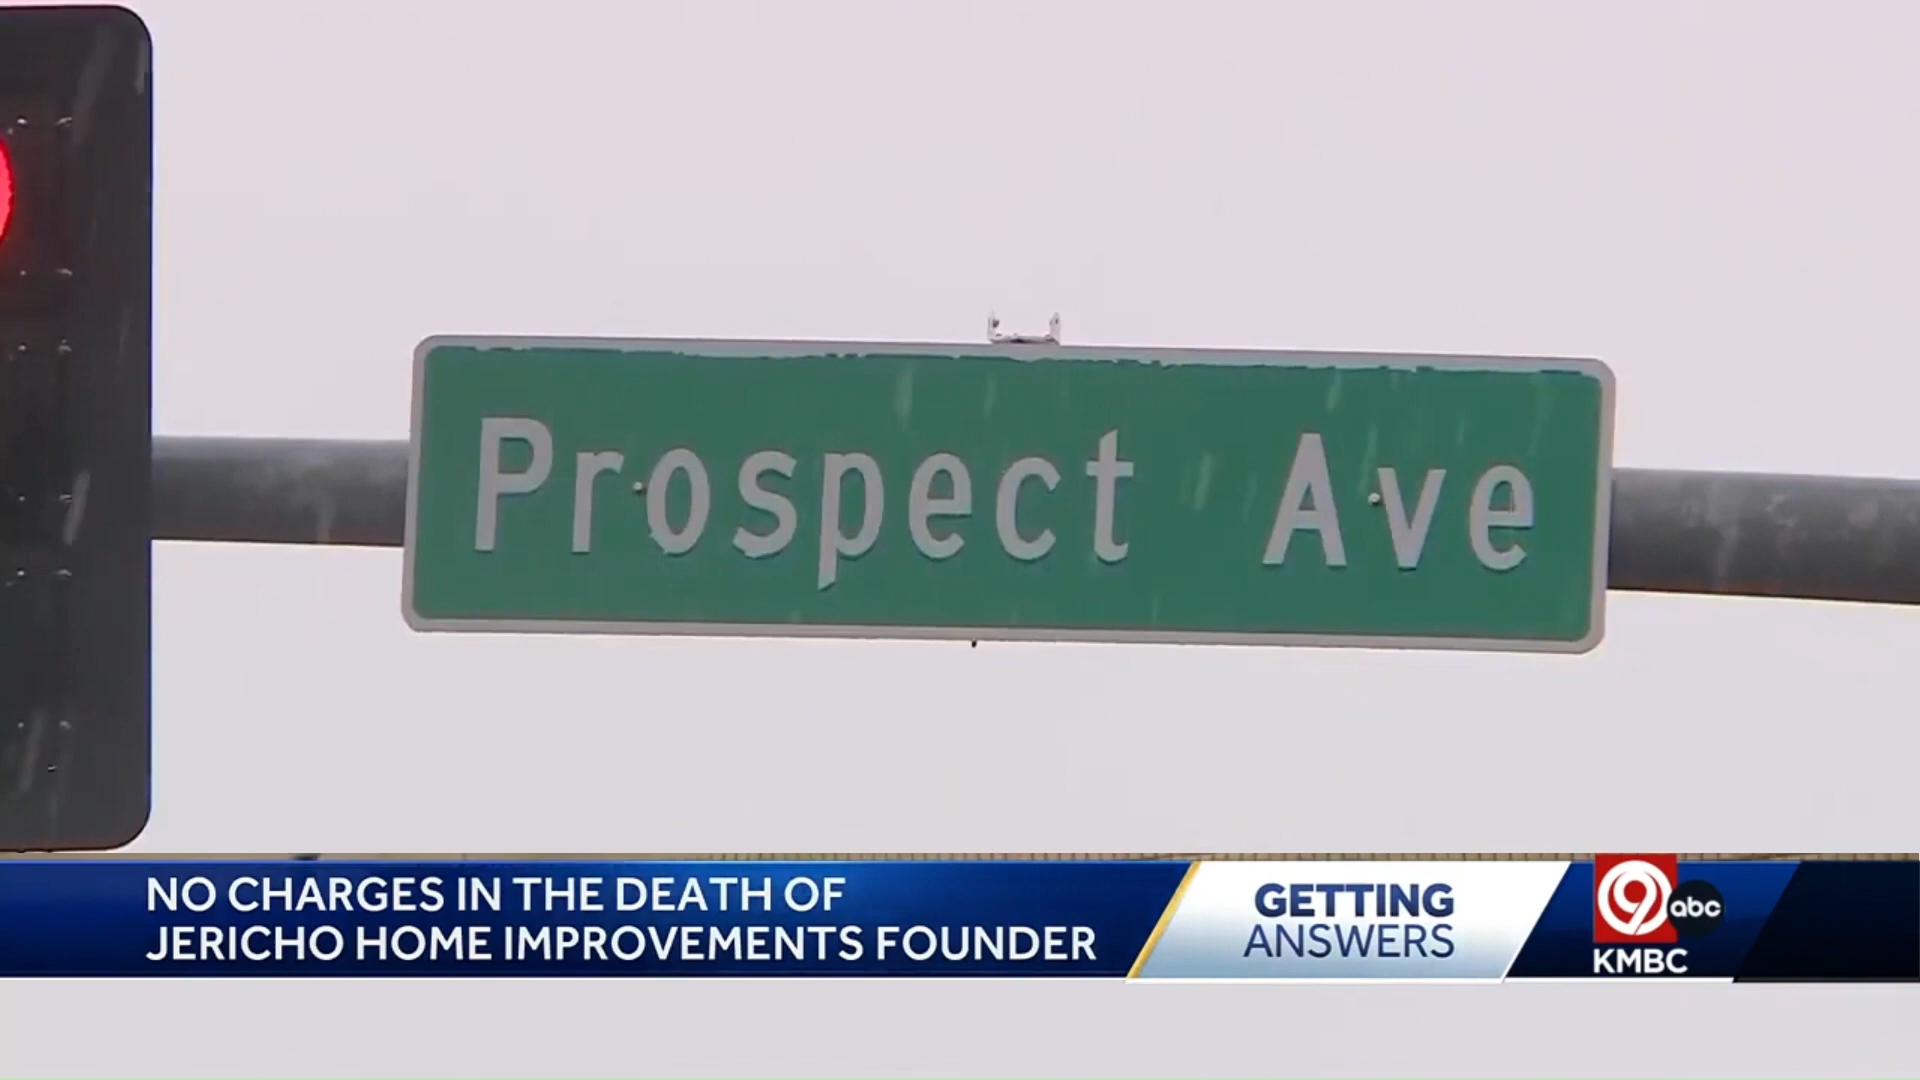 Prospect Ave
NO CHARGES IN THE DEATH OF
JERICHO HOME IMPROVEMENTS FOUNDER
GETTING
ANSWERS
9 abc
KMBC